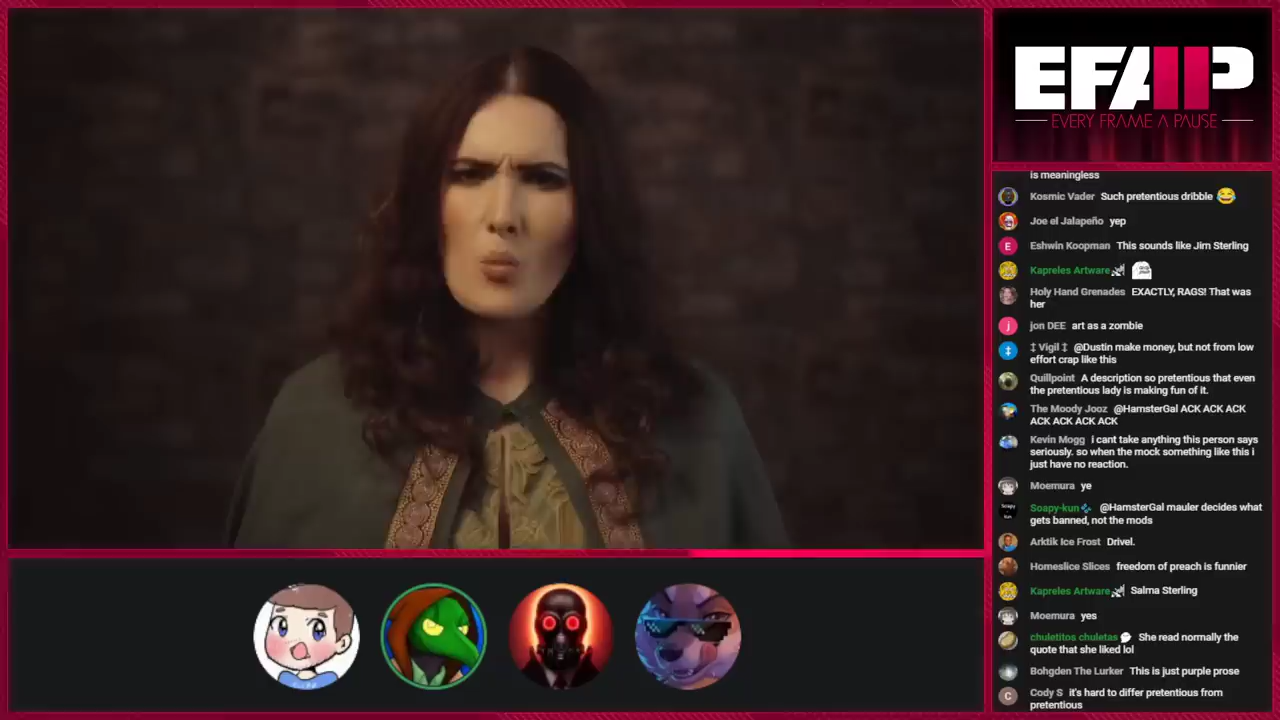 EFAP
EVERY FRAME A PAUSE
is meaningless
Kosmic Vader Such pretentious dribble 😂
Joe el Jalapeño yep
E
Eshwin Koopman This sounds like Jim Sterling
Kapreles Artware
Holy Hand Grenades EXACTLY, RAGS! That was
her
j
jon DEE art as a zombie
‡ Vigil ‡ @Dustin make money, but not from low
effort crap like this
Quillpoint A description so pretentious that even
the pretentious lady is making fun of it.
The Moody Jooz @HamsterGal ACK ACK ACK
ACK ACK ACK ACK
Kevin Mogg i cant take anything this person says
seriously. so when the mock something like this i
just have no reaction.
Moemura ye
Soapy-kun @HamsterGal mauler decides what
gets banned, not the mods
Arktik Ice Frost Drivel.
Homeslice Slices freedom of preach is funnier
Kapreles Artware Salma Sterling
Moemura yes
chuletitos chuletas She read normally the
quote that she liked lol
Bohgden The Lurker This is just purple prose
C
Cody S it's hard to differ pretentious from
pretentious